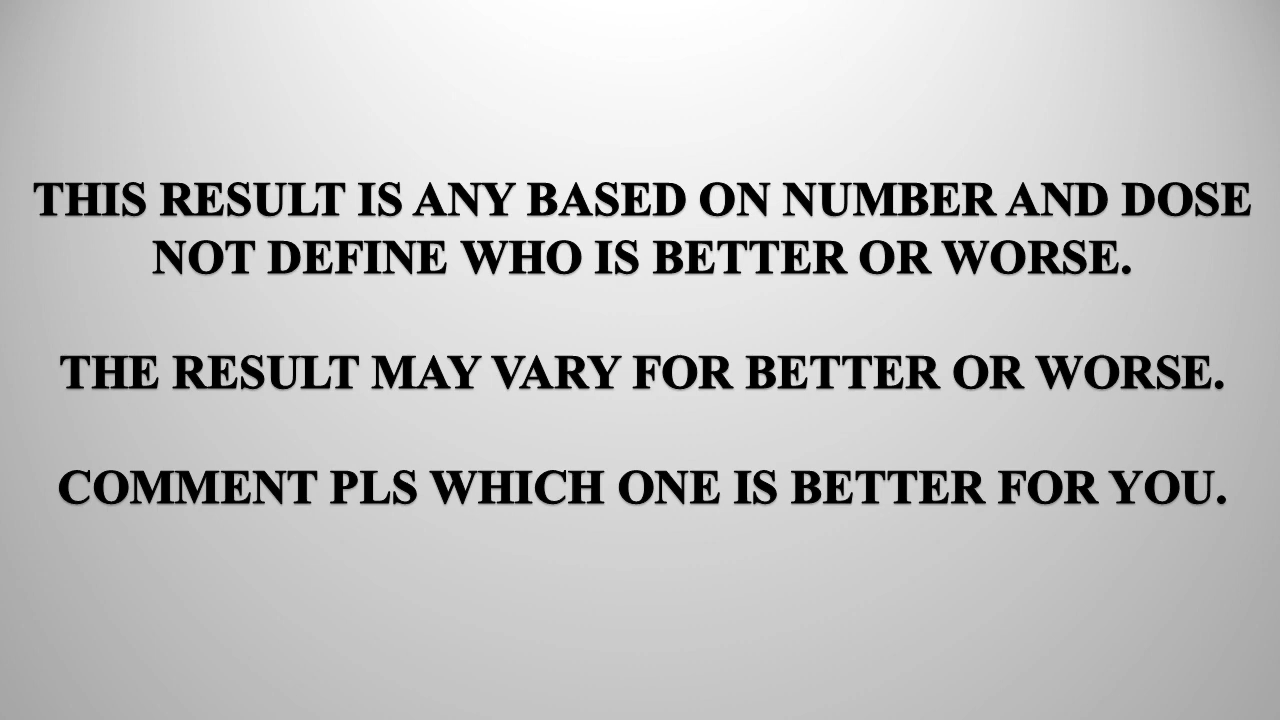 THIS RESULT IS ANY BASED ON NUMBER AND DOSE
NOT DEFINE WHO IS BETTER OR WORSE.
THE RESULT MAY VARY FOR BETTER OR WORSE.
COMMENT PLS WHICH ONE IS BETTER FOR YOU.